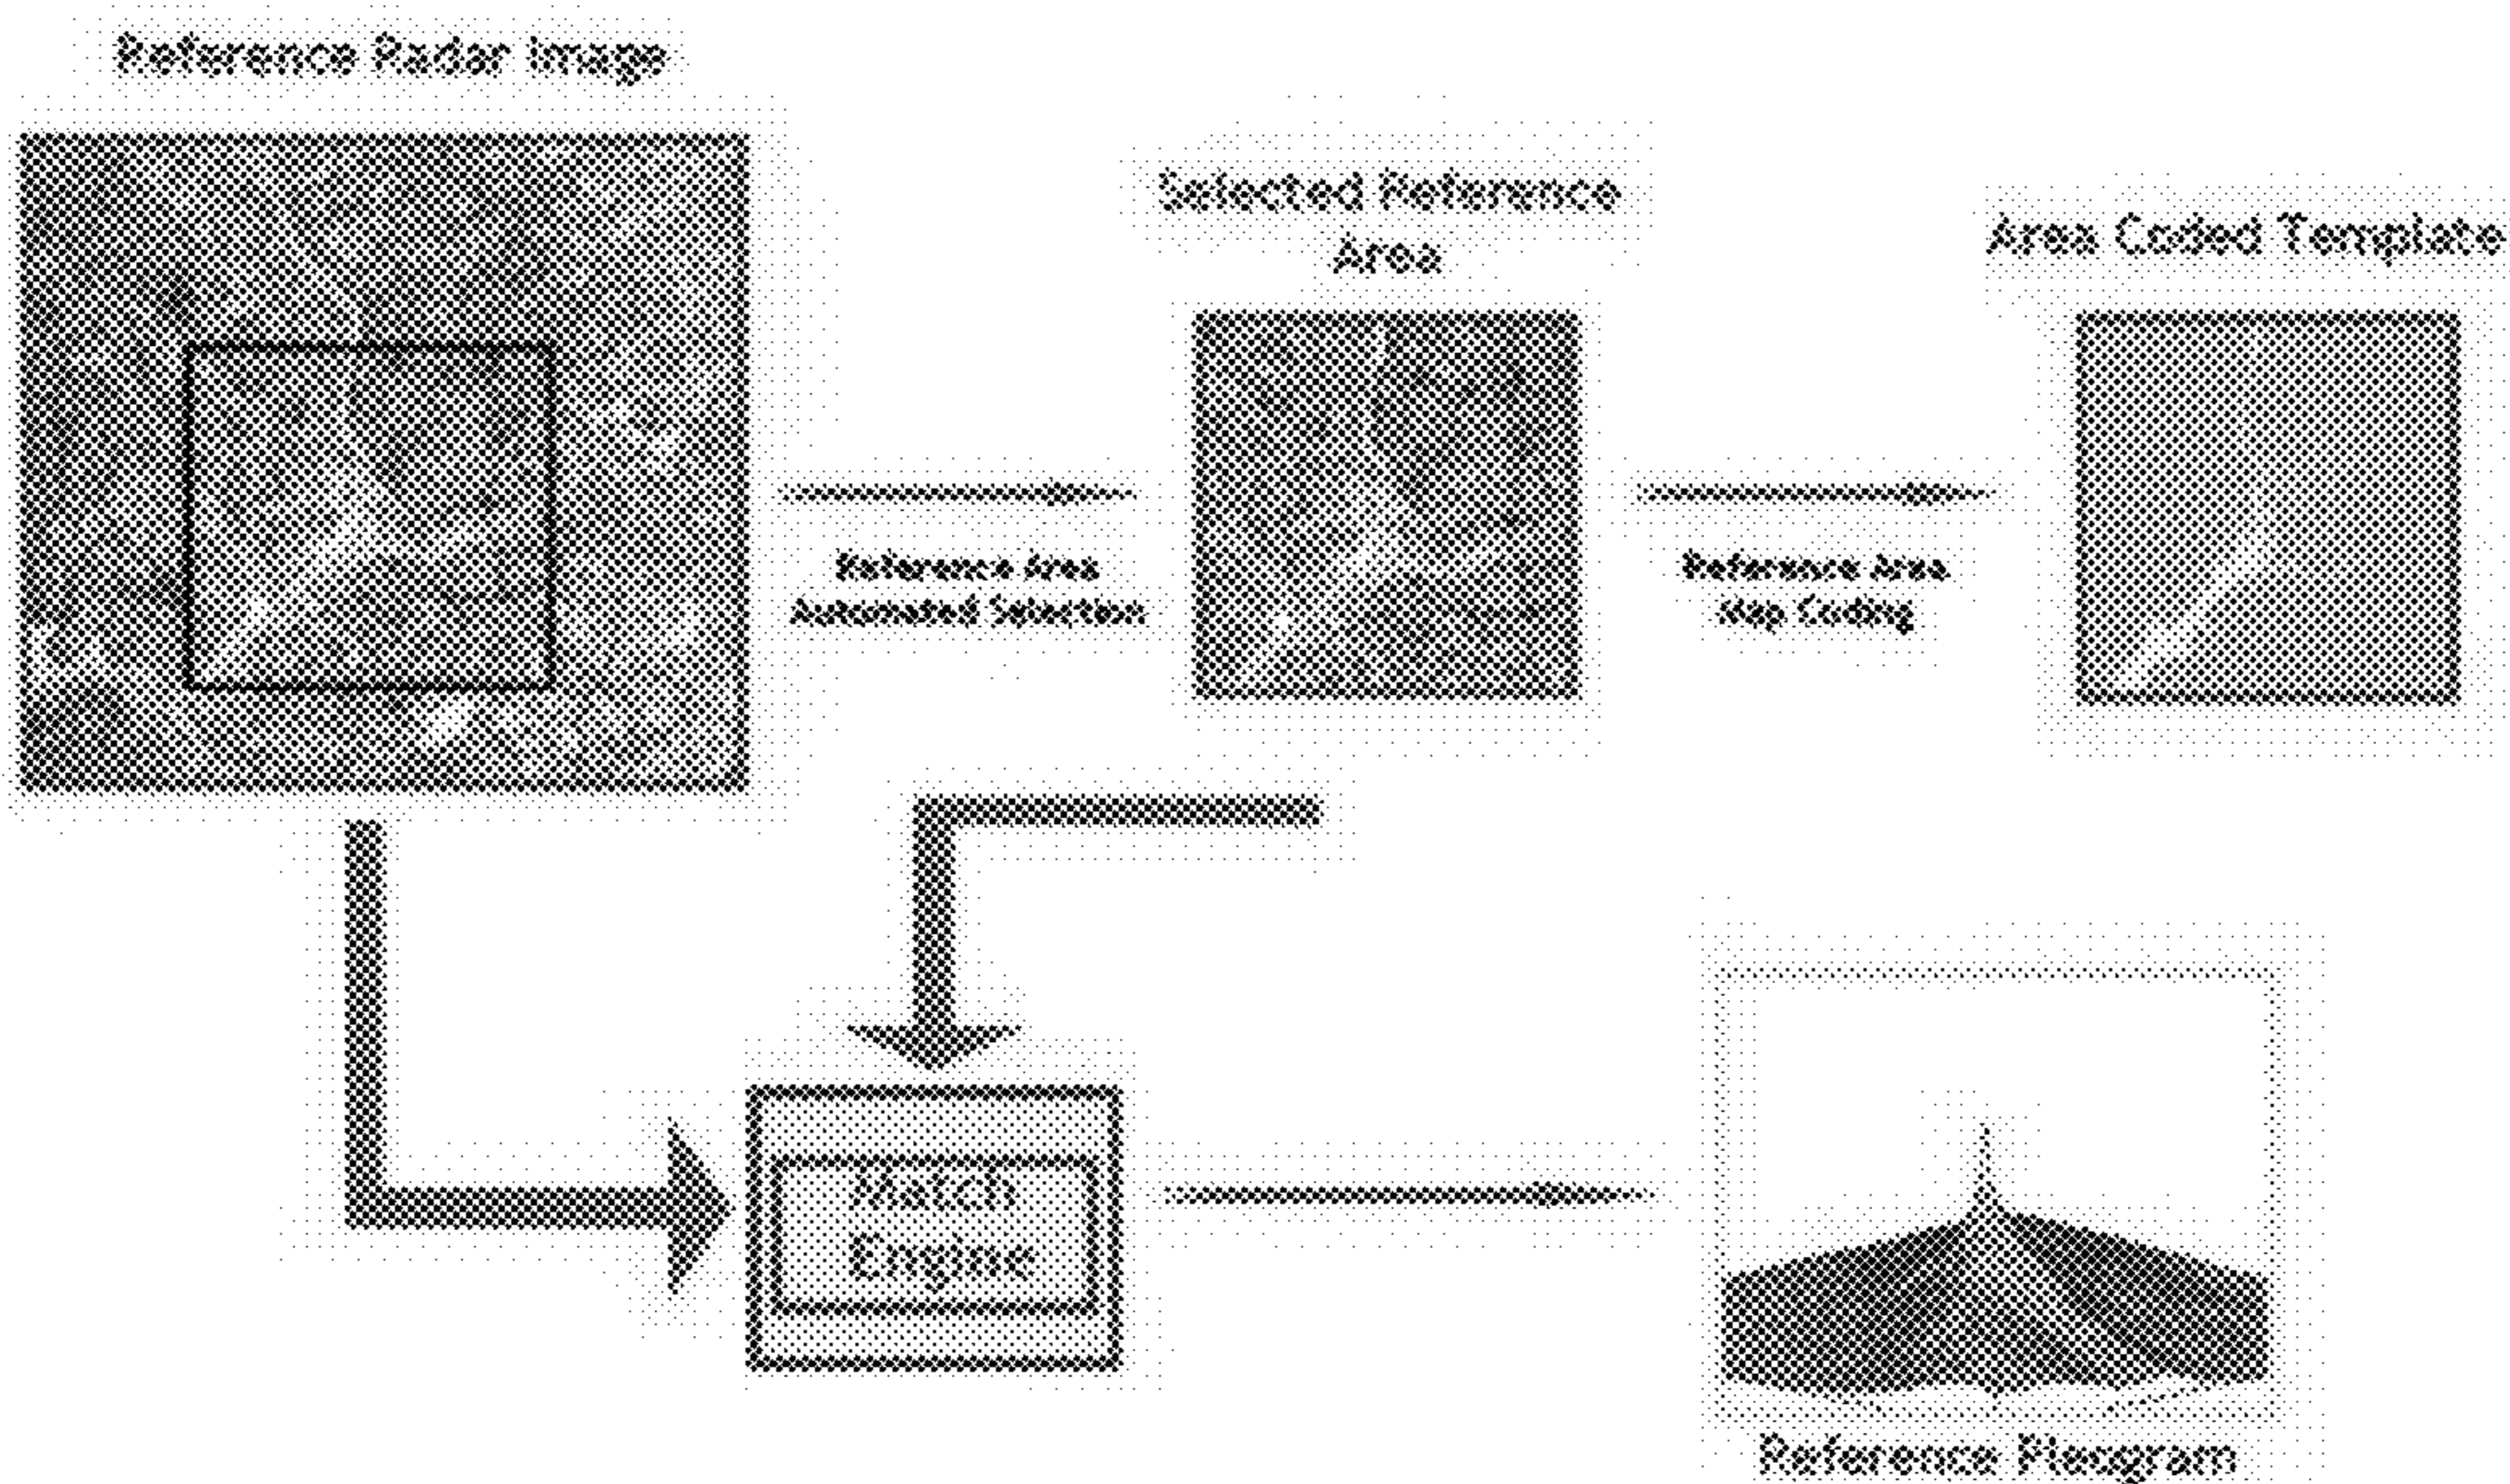 Reference Radar Image
Selected Reference
Area
Area Coded Template
Reference Area
Automated Selection
Reference Area
Map Coding
Match
Engine
Reference